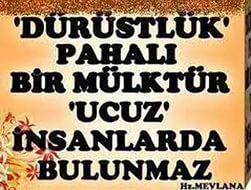 'DÜRÜSTLÜK'
PAHALI
BİR MÜLKTÜR
'UCUZ'
İNSANLARDA
BULUNMAZ
Hz.MEVLANA